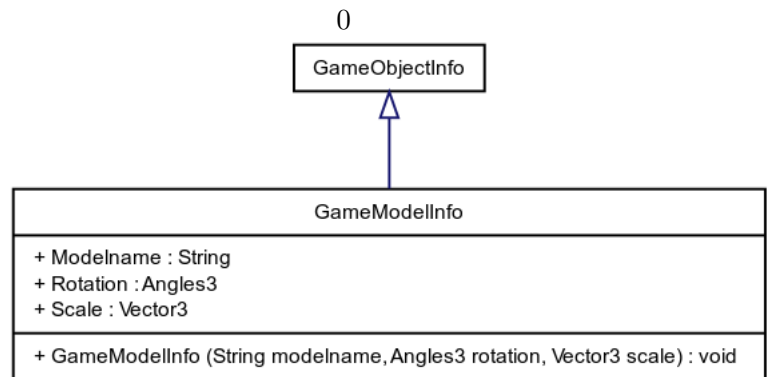 0
GameObjectInfo
GameModelInfo
+ Modelname : String
+ Rotation : Angles3
+ Scale : Vector3
+ GameModelInfo (String modelname, Angles3 rotation, Vector3 scale) : void